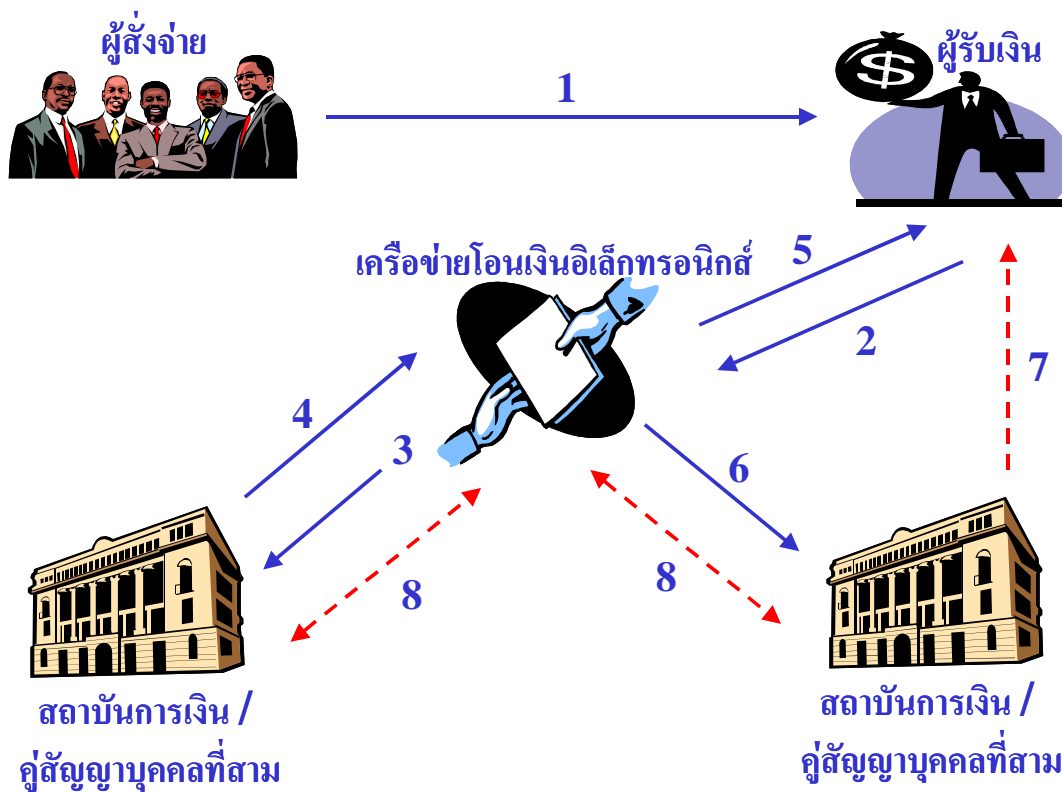 ผู้สั่งจ่าย
ผู้รับเงิน
$
1
เครือข่ายโอนเงินอิเล็กทรอนิกส์
5
2
7
4
3
6
8
8
สถาบันการเงิน /
คู่สัญญาบุคคลที่สาม
สถาบันการเงิน /
คู่สัญญาบุคคลที่สาม